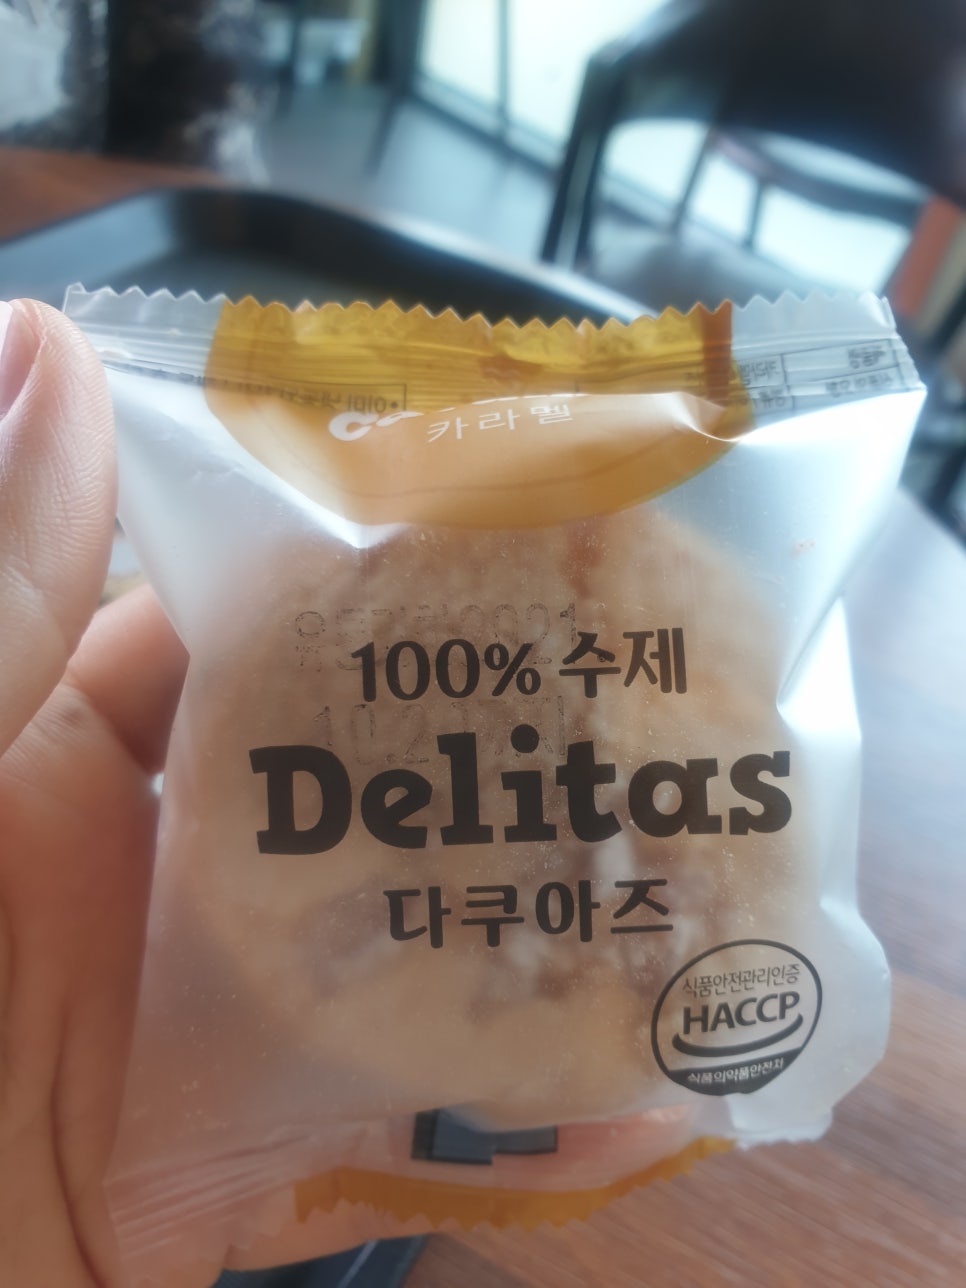 카라멜
100% 수제
Delitas
다쿠아즈
식품안전관리인증
HACCP
식품의약품안전처